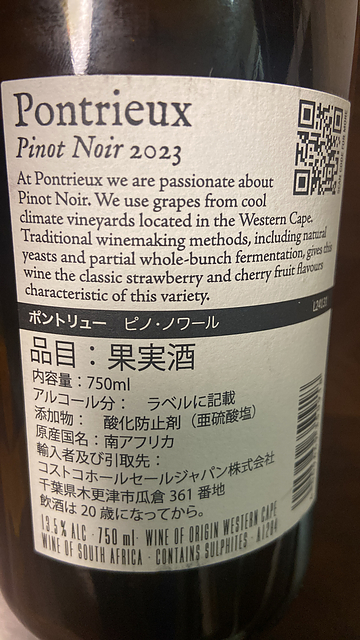 Pontrieux
Pinot Noir 2023
At Pontrieux we are passionate about
Pinot Noir. We use grapes from cool
climate vineyards located in the Western Cape.
Traditional winemaking methods, including natural
yeasts and partial whole-bunch fermentation, gives this
wine the classic strawberry and cherry fruit flavours
characteristic of this variety.
ポントリュー ピノ・ノワール
品目：果実酒
内容量：750ml
アルコール分： ラベルに記載
添加物： 酸化防止剤（亜硫酸塩）
原産国名：南アフリカ
輸入者及び引取先：
コストコホールセールジャパン株式会社
千葉県木更津市瓜倉 361 番地
飲酒は 20 歳になってから。
13.5% ALC · 750 ml · WINE OF ORIGIN WESTERN CAPE
WINE OF SOUTH AFRICA · CONTAINS SULPHITES · A1244